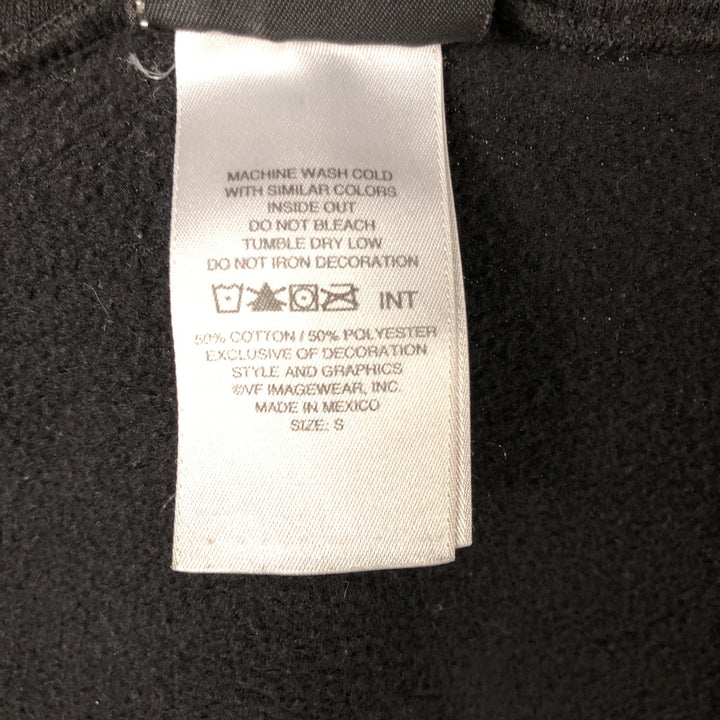 MACHINE WASH COLD
WITH SIMILAR COLORS
INSIDE OUT
DO NOT BLEACH
TUMBLE DRY LOW
DO NOT IRON DECORATION
INT
50% COTTON / 50% POLYESTER
EXCLUSIVE OF DECORATION
STYLE AND GRAPHICS
©VF IMAGEWEAR, INC.
MADE IN MEXICO
SIZE: S